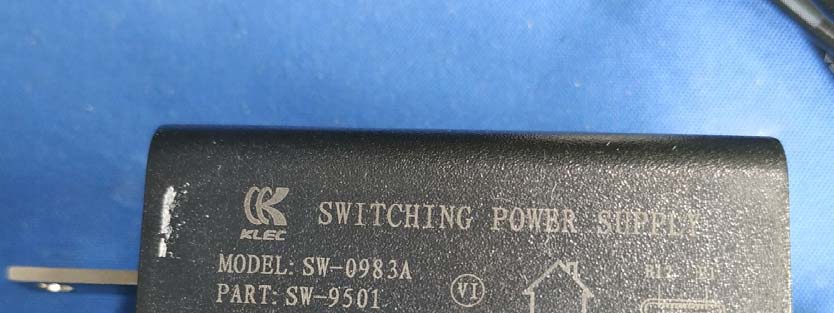 KLEC
SWITCHING POWER SUPPLY
MODEL: SW-0983A
PART: SW-9501
VI